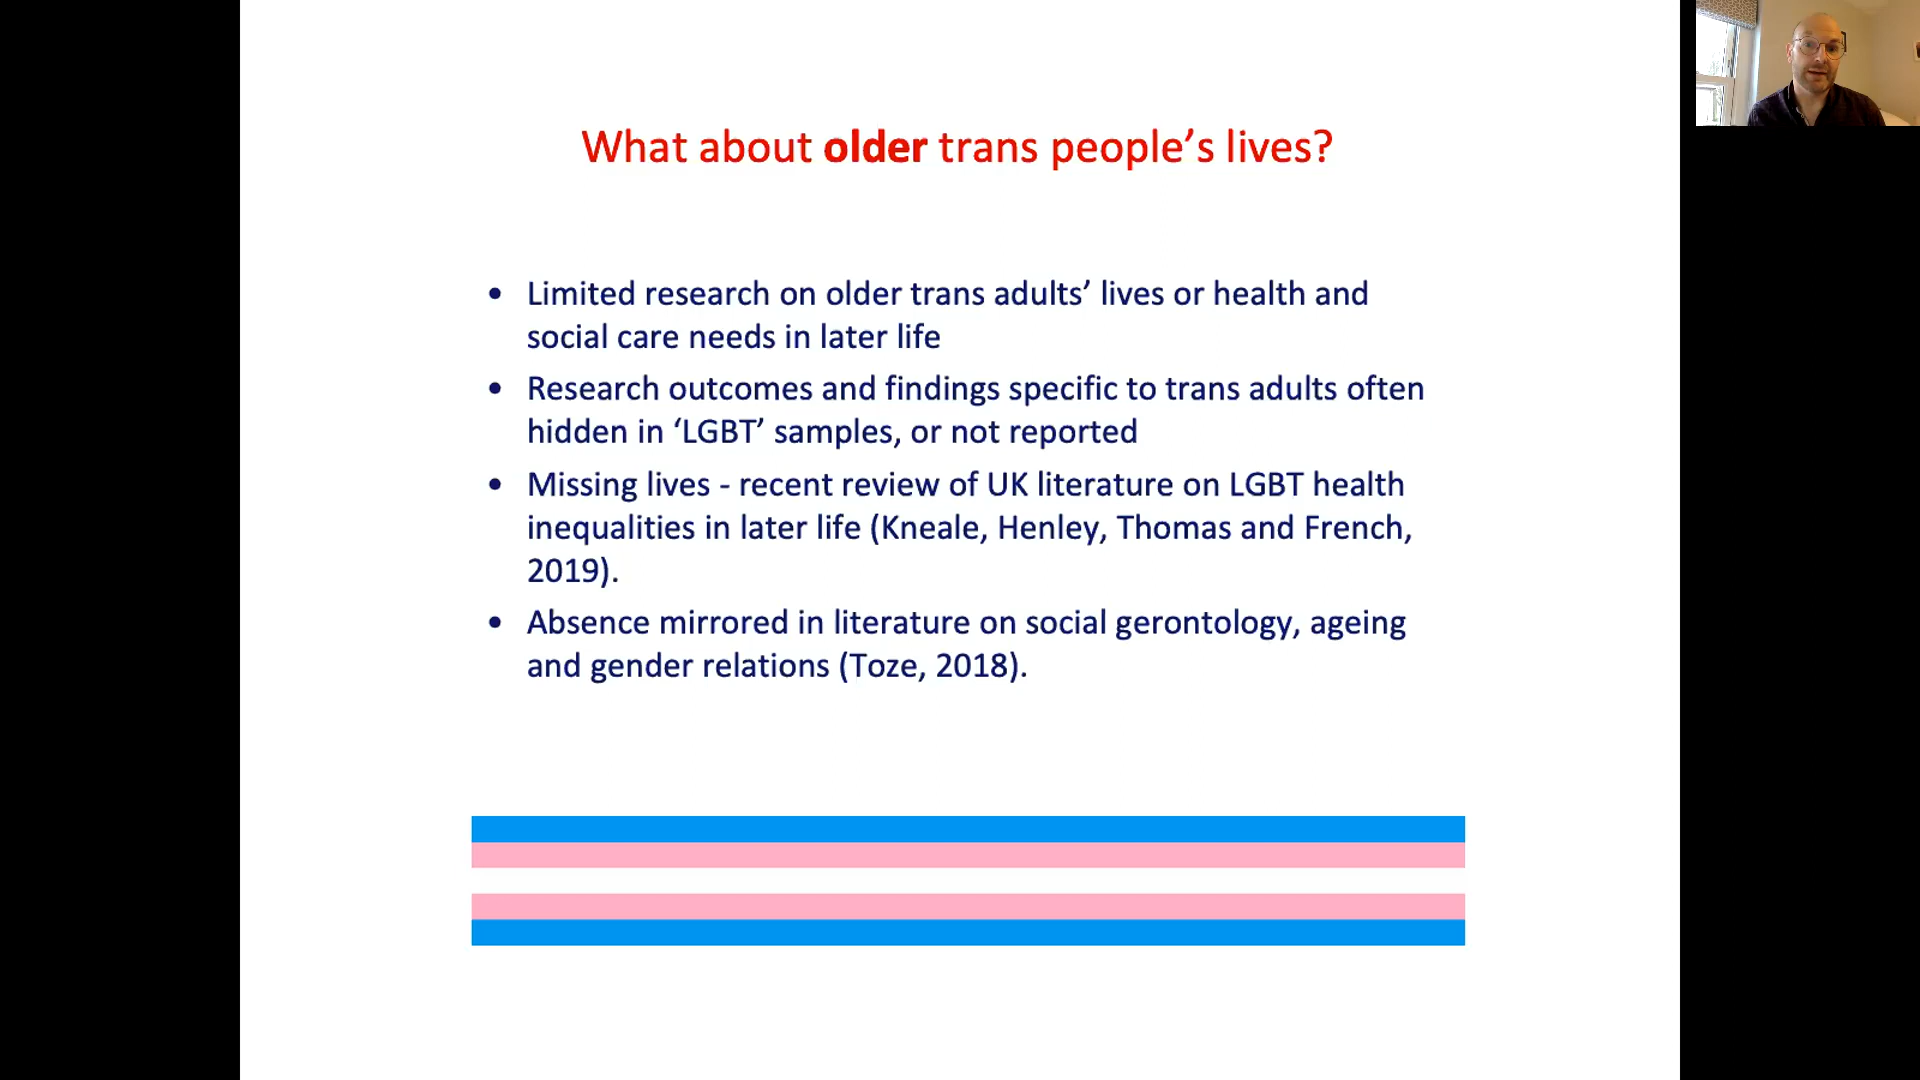 What about older trans people’s lives?
• Limited research on older trans adults’ lives or health and
social care needs in later life
• Research outcomes and findings specific to trans adults often
hidden in ‘LGBT’ samples, or not reported
• Missing lives - recent review of UK literature on LGBT health
inequalities in later life (Kneale, Henley, Thomas and French,
2019).
• Absence mirrored in literature on social gerontology, ageing
and gender relations (Toze, 2018).